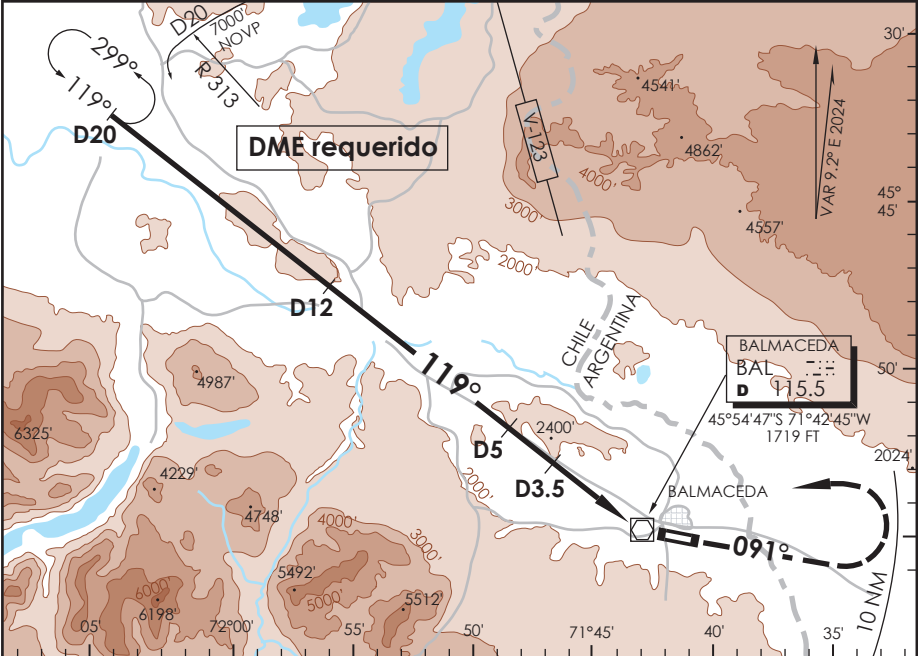 D20
7000'
NOVP
R 313
299°
119°
D20
DME requerido
V-123
4541'
4862'
4000'
3000'
4557'
VAR 9.2° E 2024
30'
45°
45'
2000'
D12
CHILE
ARGENTINA
119°
4987'
6325'
BALMACEDA
BAL
D 115.5
45°54'47"S 71°42'45"W
1719 FT
50'
2400'
D5
D3.5
2000'
2024'
BALMACEDA
4229'
4748'
4000'
3000'
091°
5492'
5000'
5512'
6000'
6198'
10 NM
05'
72°00'
55'
50'
71°45'
40'
35'